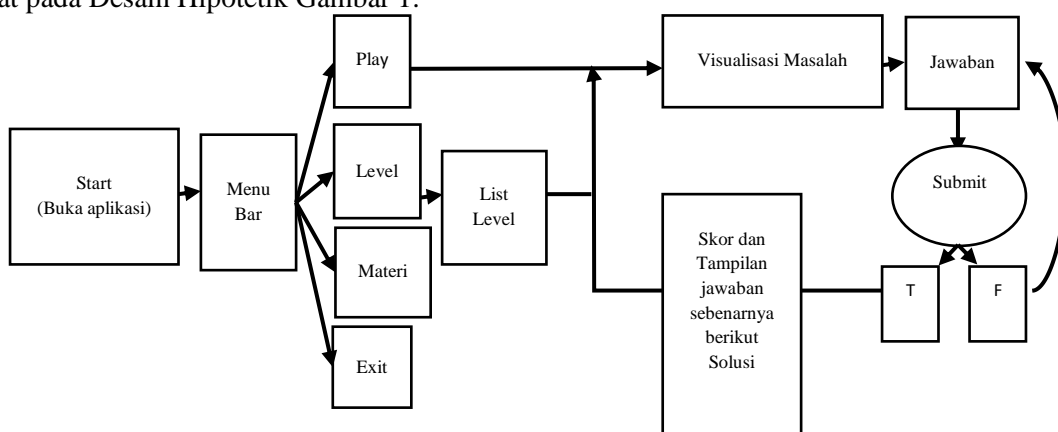 at pada Desain Hipotetik Gambar 1.
Play
Visualisasi Masalah
Jawaban
Start
(Buka aplikasi)
Menu
Bar
Level
List
Level
Submit
Materi
Skor dan
Tampilan
jawaban
sebenarnya
berikut
Solusi
T
F
Exit